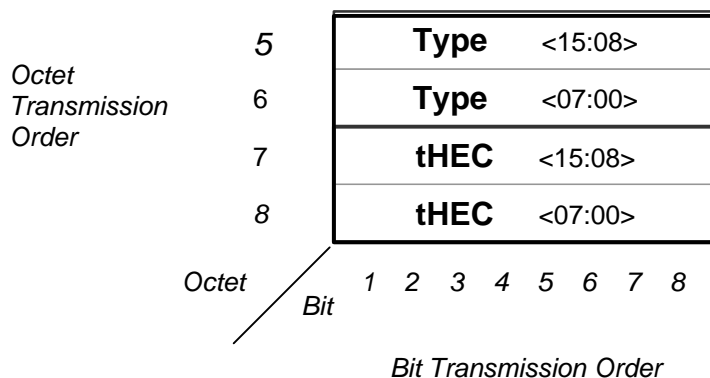 5 Type <15:08>
Octet
Transmission
Order
6 Type <07:00>
7 tHEC <15:08>
8 tHEC <07:00>
Octet
Bit
1 2 3 4 5 6 7 8
Bit Transmission Order